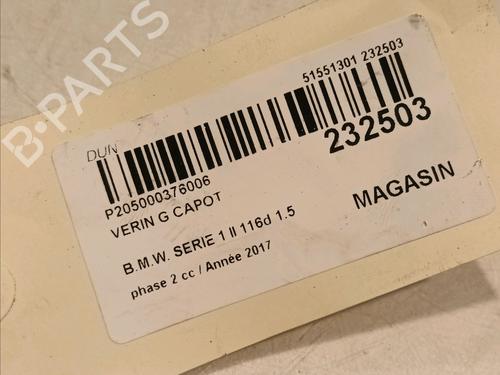 B-PARTS
51551301 232503
DUN
232503
P205000376006
VERIN G CAPOT
MAGASIN
B.M.W. SERIE 1 II 116d 1.5
phase 2 cc / Année 2017